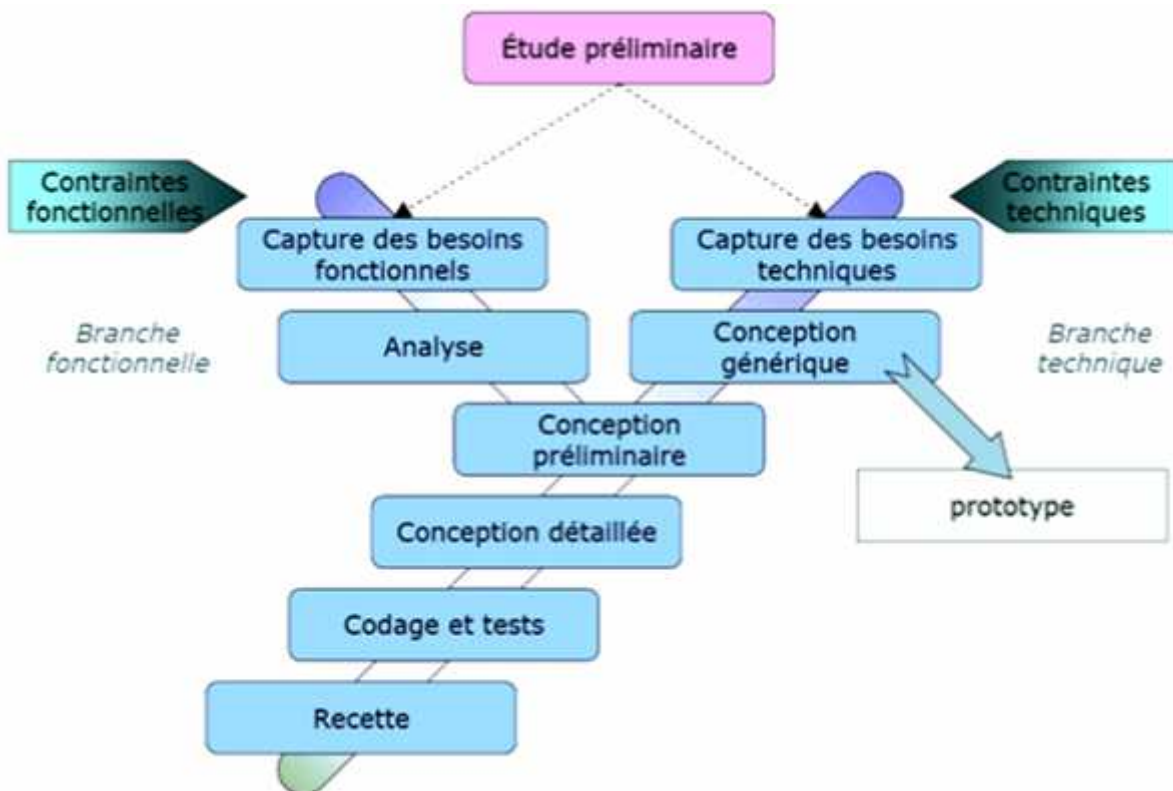 Étude préliminaire
Contraintes
fonctionnelles
Contraintes
techniques
Capture des besoins
fonctionnels
Capture des besoins
techniques
Branche
fonctionnelle
Analyse
Conception
générique
Branche
technique
Conception
préliminaire
prototype
Conception détaillée
Codage et tests
Recette